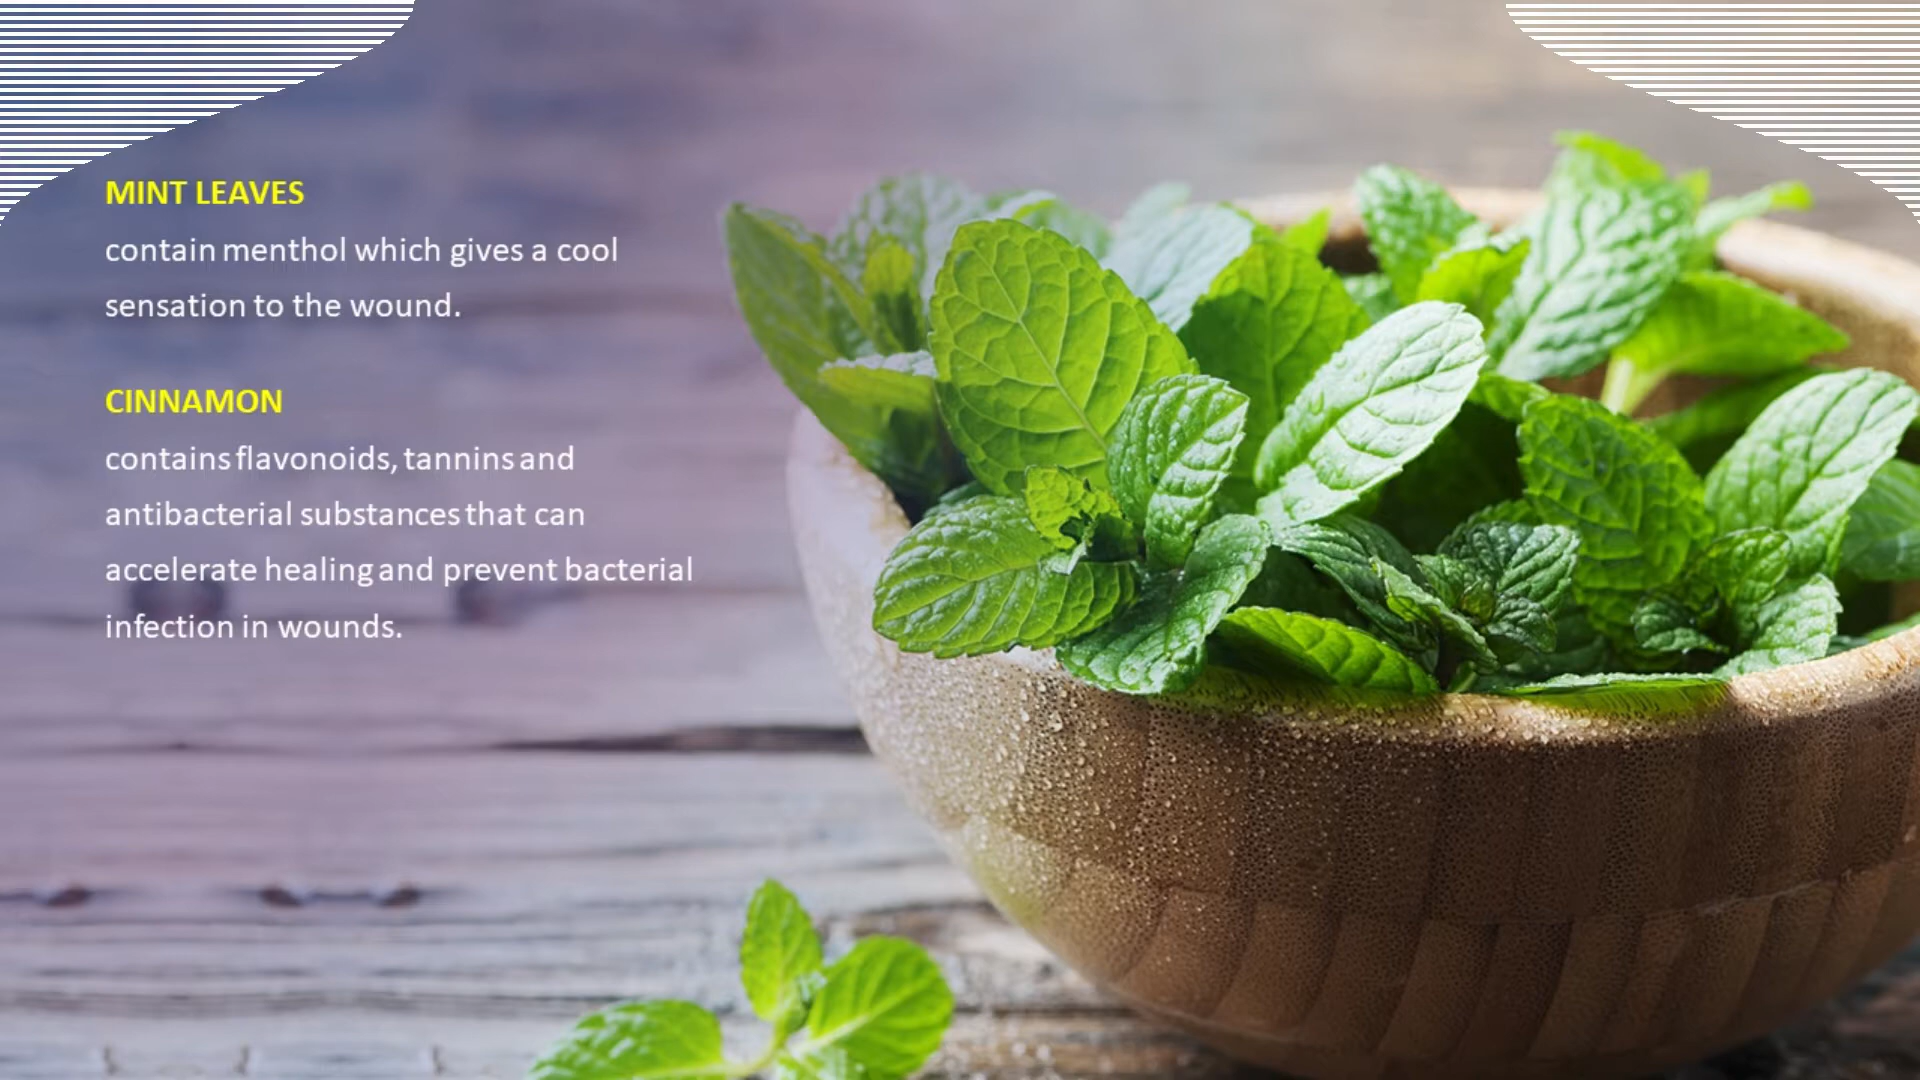 MINT LEAVES
contain menthol which gives a cool
sensation to the wound.
CINNAMON
contains flavonoids, tannins and
antibacterial substances that can
accelerate healing and prevent bacterial
infection in wounds.